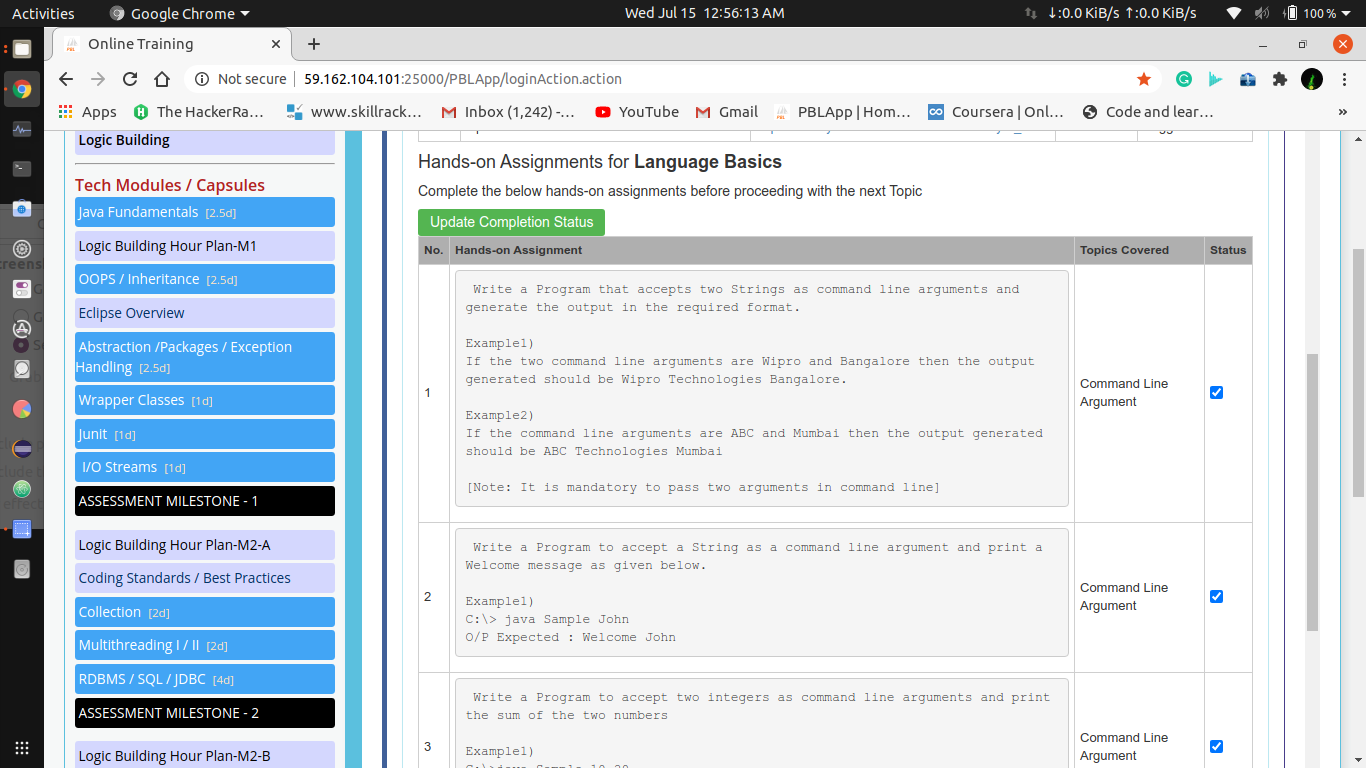 Activities
Google Chrome
Wed Jul 15 12:56:13 AM
↓:0.0 KiB/s ↑:0.0 KiB/s
100 %
Online Training
Not secure
59.162.104.101:25000/PBLApp/loginAction.action
Apps
The HackerRa...
www.skillrack...
Inbox (1,242) -...
YouTube
Gmail
PBLApp | Hom...
Coursera | Onl...
Code and lear...
»
Logic Building
Tech Modules / Capsules
Java Fundamentals [2.5d]
Logic Building Hour Plan-M1
OOPS / Inheritance [2.5d]
Eclipse Overview
Abstraction /Packages / Exception
Handling [2.5d]
Wrapper Classes [1d]
Junit [1d]
I/O Streams [1d]
ASSESSMENT MILESTONE - 1
Logic Building Hour Plan-M2-A
Coding Standards / Best Practices
Collection [2d]
Multithreading I / II [2d]
RDBMS / SQL / JDBC [4d]
ASSESSMENT MILESTONE - 2
Logic Building Hour Plan-M2-B
Hands-on Assignments for Language Basics
Complete the below hands-on assignments before proceeding with the next Topic
Update Completion Status
No. Hands-on Assignment Topics Covered Status
1
Write a Program that accepts two Strings as command line arguments and
generate the output in the required format.
Example1)
If the two command line arguments are Wipro and Bangalore then the output
generated should be Wipro Technologies Bangalore.
Example2)
If the command line arguments are ABC and Mumbai then the output generated
should be ABC Technologies Mumbai
[Note: It is mandatory to pass two arguments in command line]
Command Line
Argument
2
Write a Program to accept a String as a command line argument and print a
Welcome message as given below.
Example1)
C:\> java Sample John
O/P Expected : Welcome John
Command Line
Argument
3
Write a Program to accept two integers as command line arguments and print
the sum of the two numbers
Example1)
C:\>java Sample 10 20
Command Line
Argument